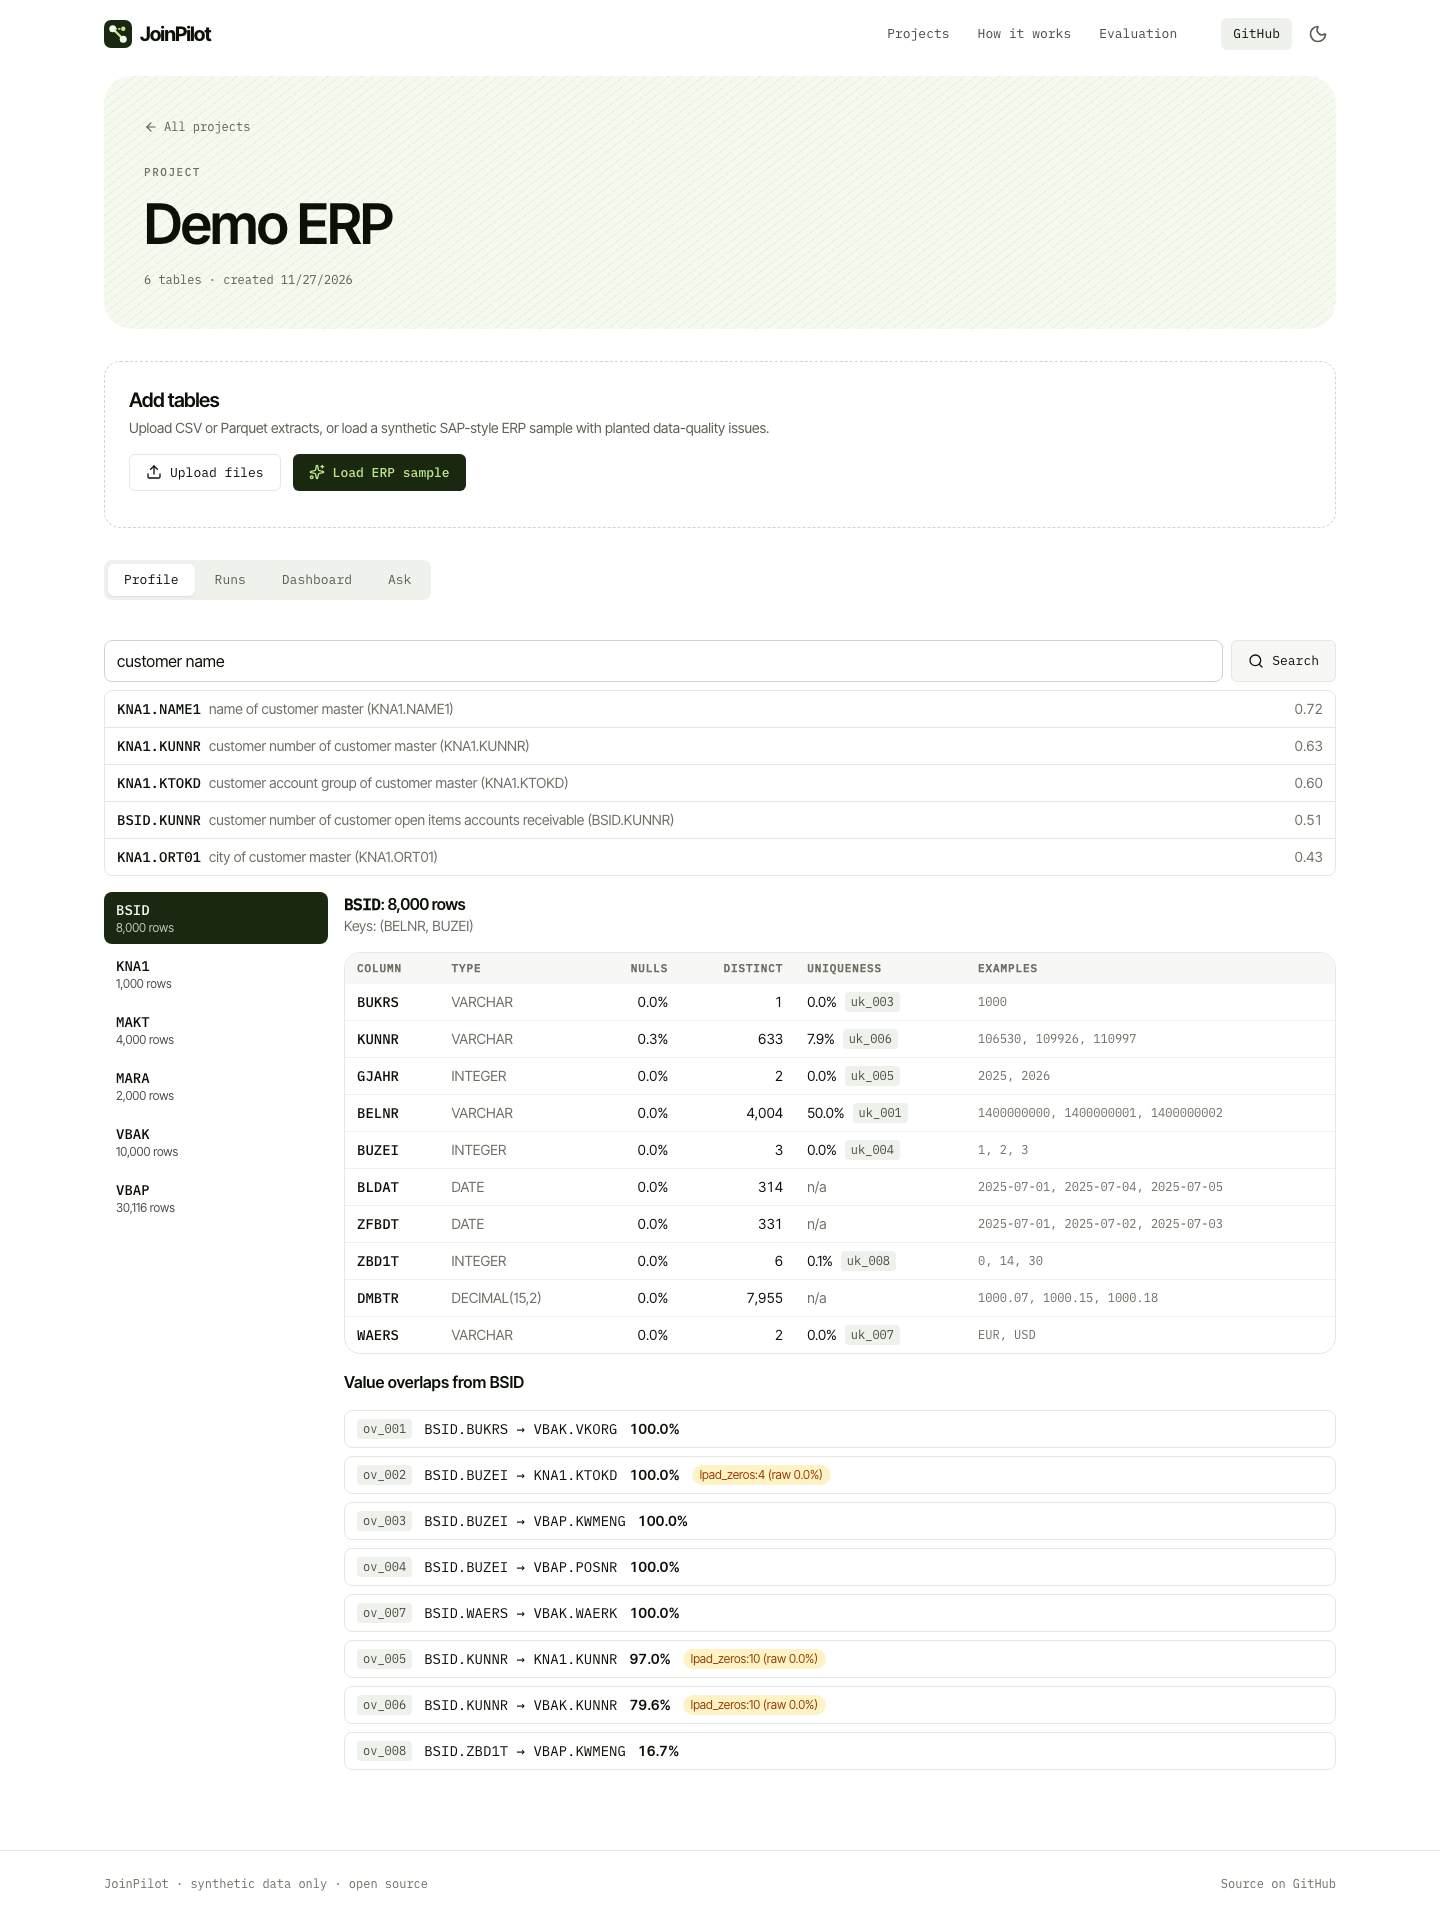 JoinPilot
Projects How it works Evaluation GitHub
← All projects
PROJECT
Demo ERP
6 tables · created 11/27/2026
Add tables
Upload CSV or Parquet extracts, or load a synthetic SAP-style ERP sample with planted data-quality issues.
Upload files Load ERP sample
Profile Runs Dashboard Ask
customer name Search
KNA1.NAME1 name of customer master (KNA1.NAME1) 0.72
KNA1.KUNNR customer number of customer master (KNA1.KUNNR) 0.63
KNA1.KTOKD customer account group of customer master (KNA1.KTOKD) 0.60
BSID.KUNNR customer number of customer open items accounts receivable (BSID.KUNNR) 0.51
KNA1.ORT01 city of customer master (KNA1.ORT01) 0.43
BSID
8,000 rows
KNA1
1,000 rows
MAKT
4,000 rows
MARA
2,000 rows
VBAK
10,000 rows
VBAP
30,116 rows
BSID: 8,000 rows
Keys: (BELNR, BUZEI)
COLUMN TYPE NULLS DISTINCT UNIQUENESS EXAMPLES
BUKRS VARCHAR 0.0% 1 0.0% uk_003 1000
KUNNR VARCHAR 0.3% 633 7.9% uk_006 106530, 109926, 110997
GJAHR INTEGER 0.0% 2 0.0% uk_005 2025, 2026
BELNR VARCHAR 0.0% 4,004 50.0% uk_001 1400000000, 1400000001, 1400000002
BUZEI INTEGER 0.0% 3 0.0% uk_004 1, 2, 3
BLDAT DATE 0.0% 314 n/a 2025-07-01, 2025-07-04, 2025-07-05
ZFBDT DATE 0.0% 331 n/a 2025-07-01, 2025-07-02, 2025-07-03
ZBD1T INTEGER 0.0% 6 0.1% uk_008 0, 14, 30
DMBTR DECIMAL(15,2) 0.0% 7,955 n/a 1000.07, 1000.15, 1000.18
WAERS VARCHAR 0.0% 2 0.0% uk_007 EUR, USD
Value overlaps from BSID
ov_001 BSID.BUKRS → VBAK.VKORG 100.0%
ov_002 BSID.BUZEI → KNA1.KTOKD 100.0% lpad_zeros:4 (raw 0.0%)
ov_003 BSID.BUZEI → VBAP.KWMENG 100.0%
ov_004 BSID.BUZEI → VBAP.POSNR 100.0%
ov_007 BSID.WAERS → VBAK.WAERK 100.0%
ov_005 BSID.KUNNR → KNA1.KUNNR 97.0% lpad_zeros:10 (raw 0.0%)
ov_006 BSID.KUNNR → VBAK.KUNNR 79.6% lpad_zeros:10 (raw 0.0%)
ov_008 BSID.ZBD1T → VBAP.KWMENG 16.7%
JoinPilot · synthetic data only · open source Source on GitHub